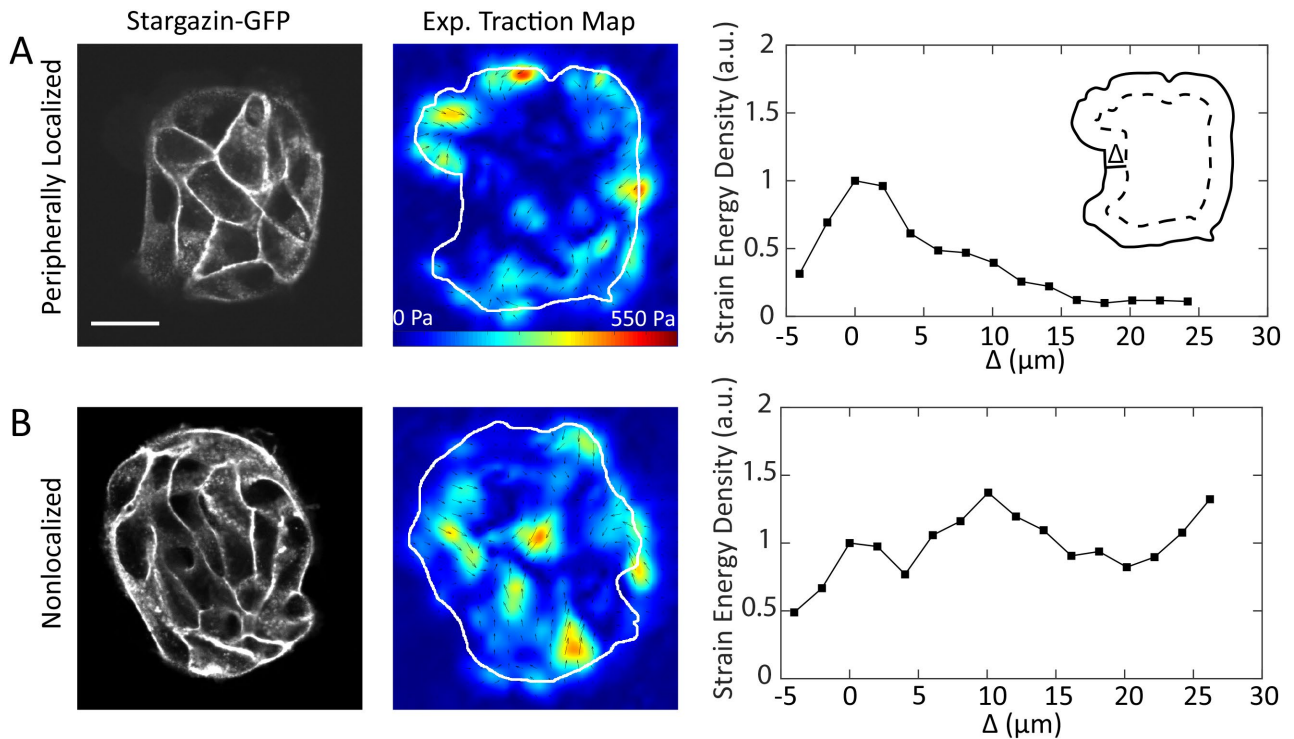 Stargazin-GFP
Exp. Traction Map
A
Peripherally Localized
0 Pa
550 Pa
Strain Energy Density (a.u.)
2
1.5
1
0.5
0
-5 0 5 10 15 20 25 30
Δ (μm)
Δ
B
Nonlocalized
Strain Energy Density (a.u.)
2
1.5
1
0.5
0
-5 0 5 10 15 20 25 30
Δ (μm)